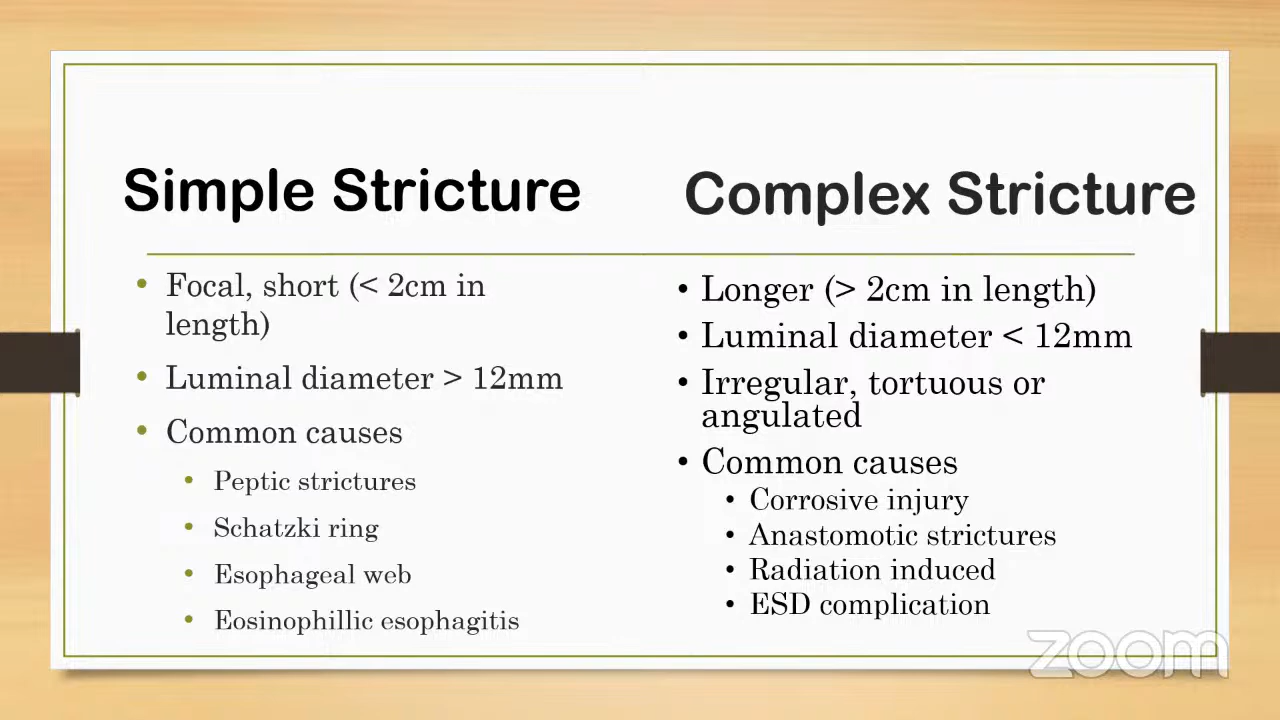 Simple Stricture
• Focal, short (< 2cm in
length)
• Luminal diameter > 12mm
• Common causes
• Peptic strictures
• Schatzki ring
• Esophageal web
• Eosinophillic esophagitis
Complex Stricture
• Longer (> 2cm in length)
• Luminal diameter < 12mm
• Irregular, tortuous or
angulated
• Common causes
• Corrosive injury
• Anastomotic strictures
• Radiation induced
• ESD complication
zoom